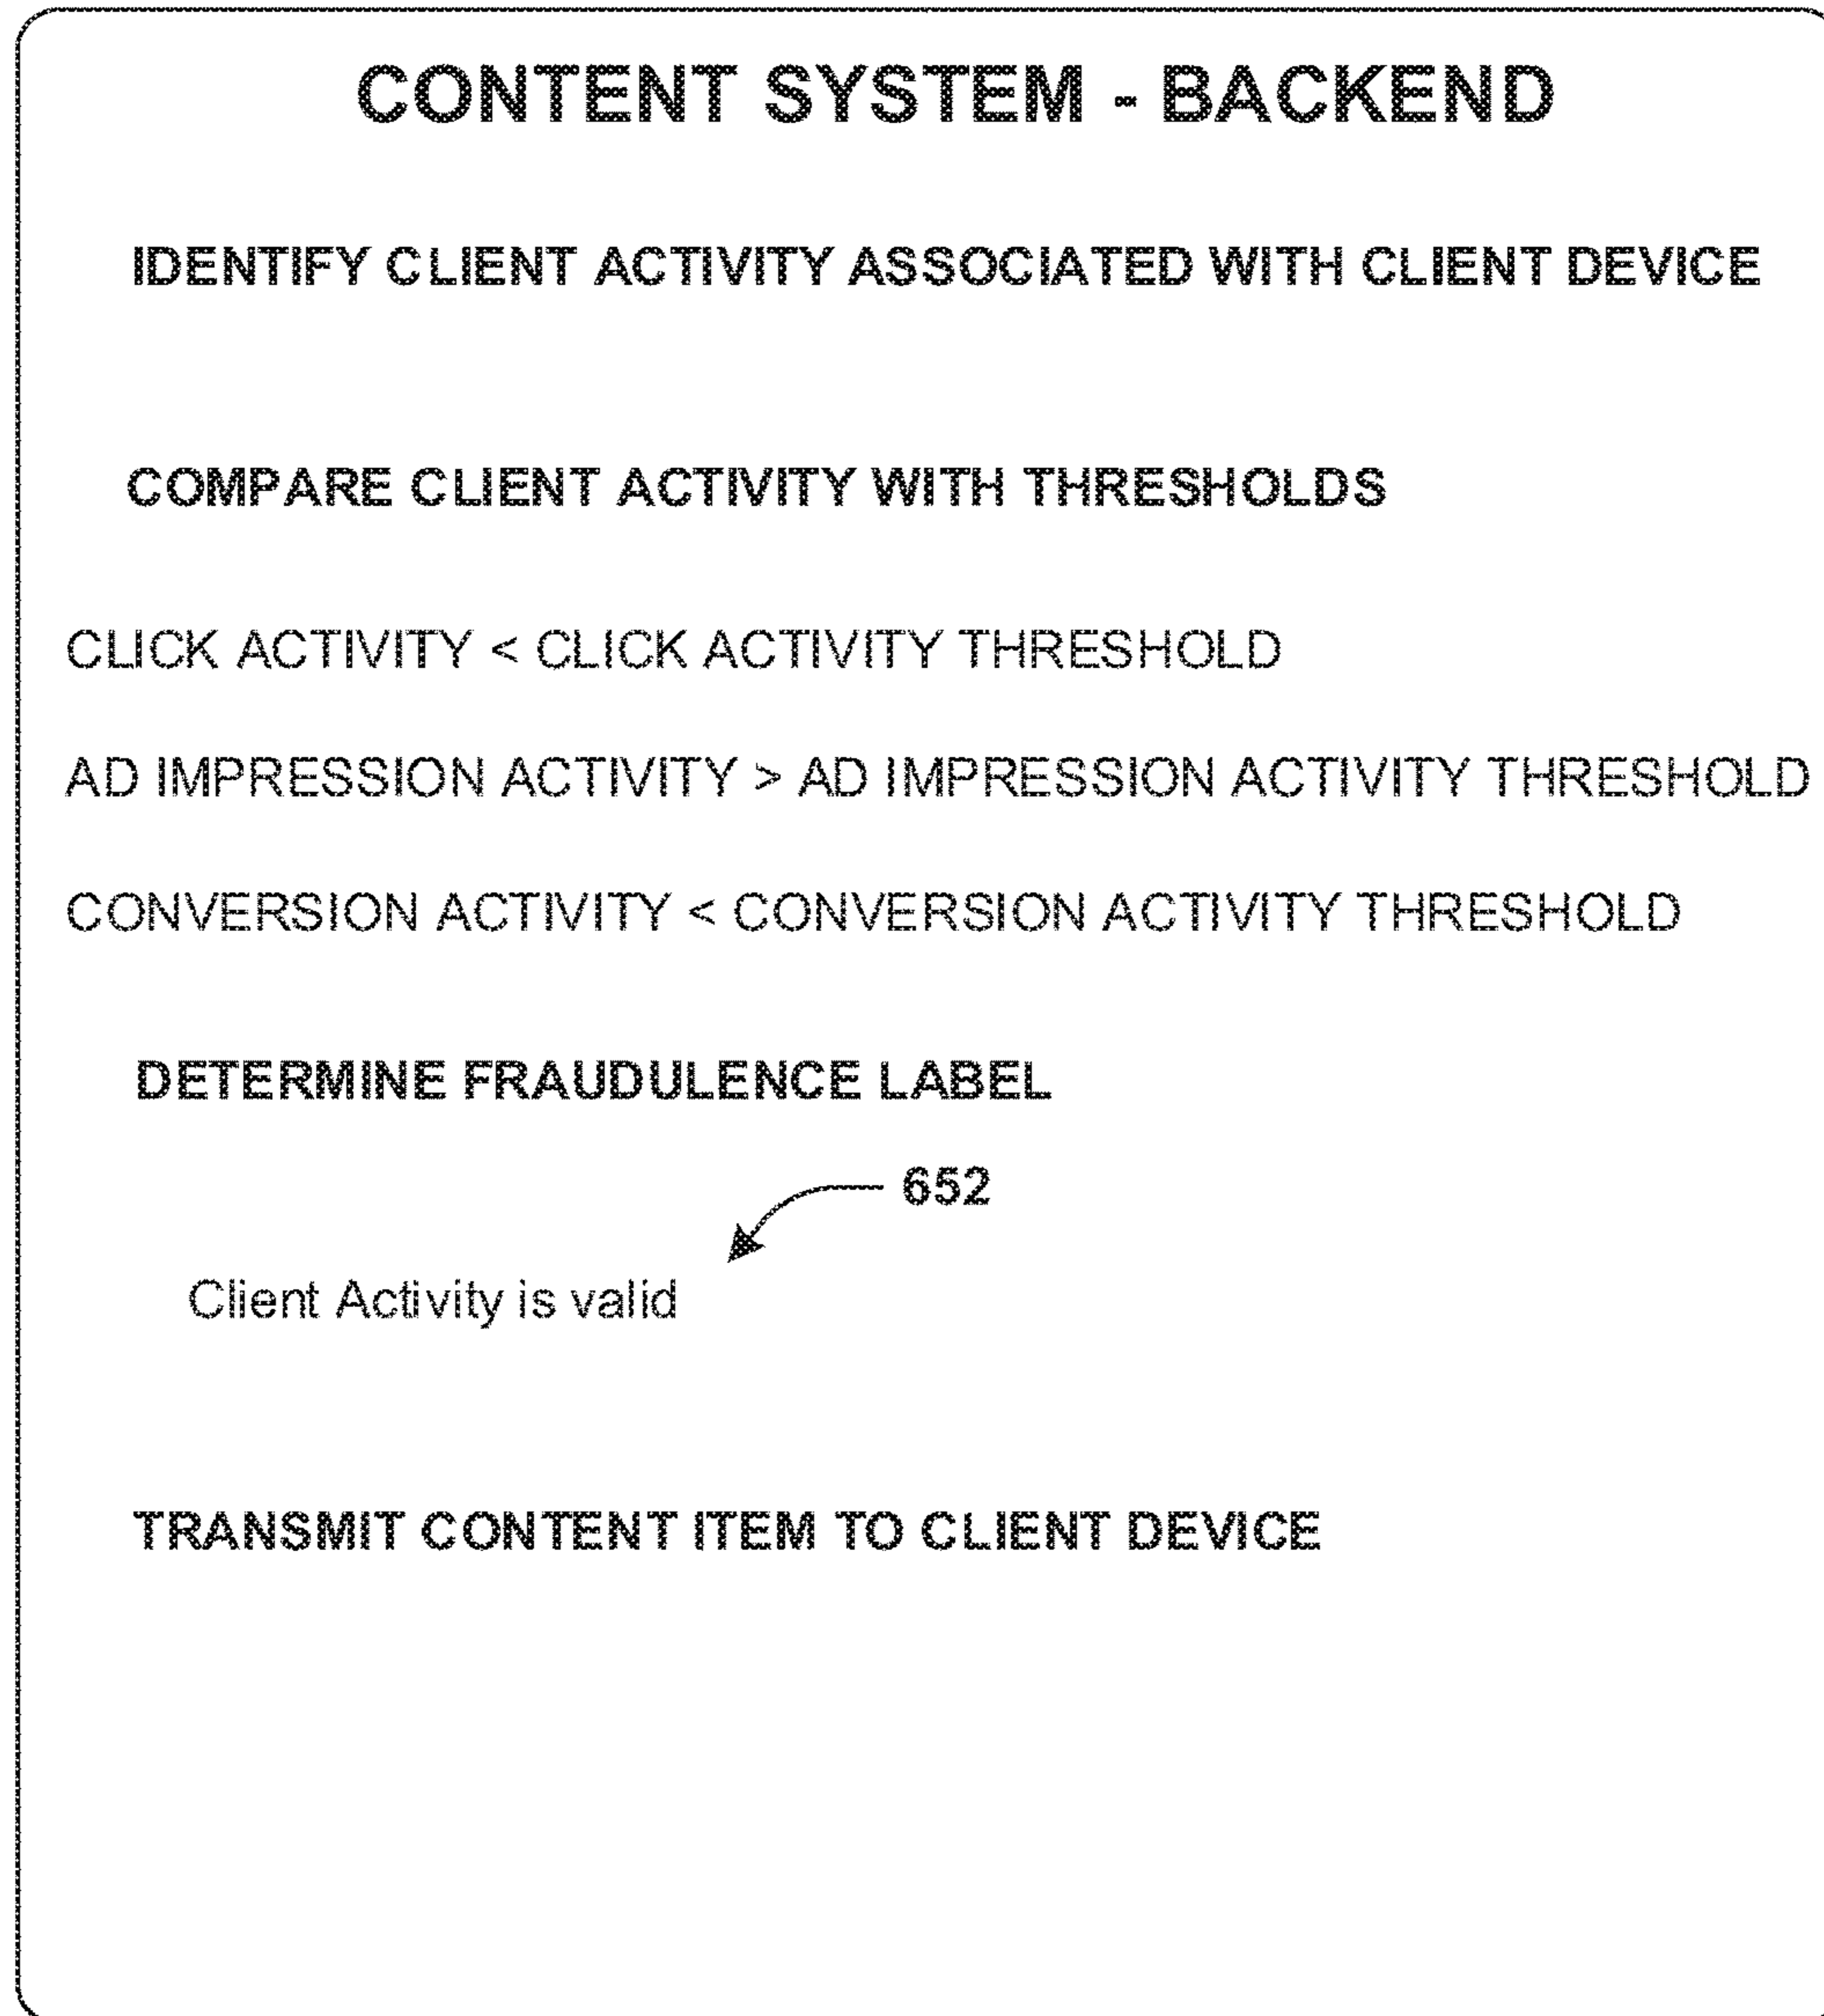 CONTENT SYSTEM - BACKEND
IDENTIFY CLIENT ACTIVITY ASSOCIATED WITH CLIENT DEVICE
COMPARE CLIENT ACTIVITY WITH THRESHOLDS
CLICK ACTIVITY < CLICK ACTIVITY THRESHOLD
AD IMPRESSION ACTIVITY > AD IMPRESSION ACTIVITY THRESHOLD
CONVERSION ACTIVITY < CONVERSION ACTIVITY THRESHOLD
DETERMINE FRAUDULENCE LABEL
652
Client Activity is valid
TRANSMIT CONTENT ITEM TO CLIENT DEVICE